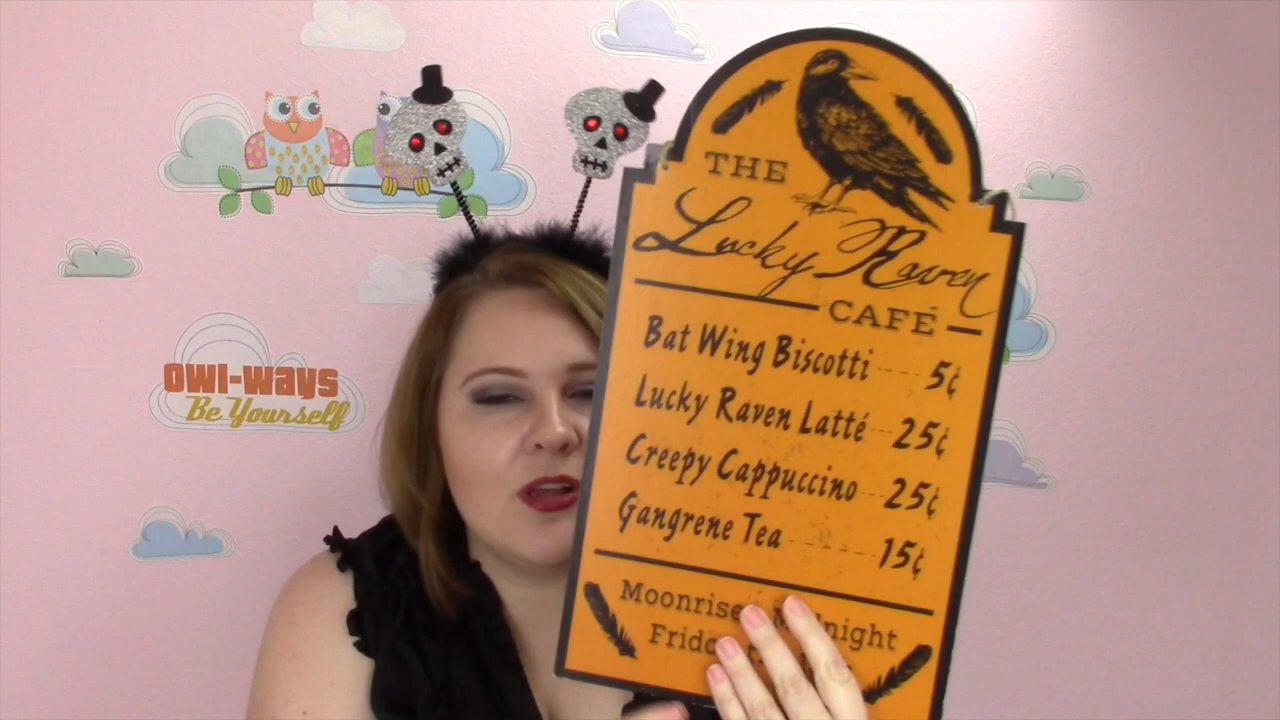 OWl-ways
Be Yourself
THE
Lucky Raven
CAFÉ
Bat Wing Biscotti ---- 5¢
Lucky Raven Latté -- 25¢
Creepy Cappuccino --- 25¢
Gangrene Tea ------- 15¢
Moonrise